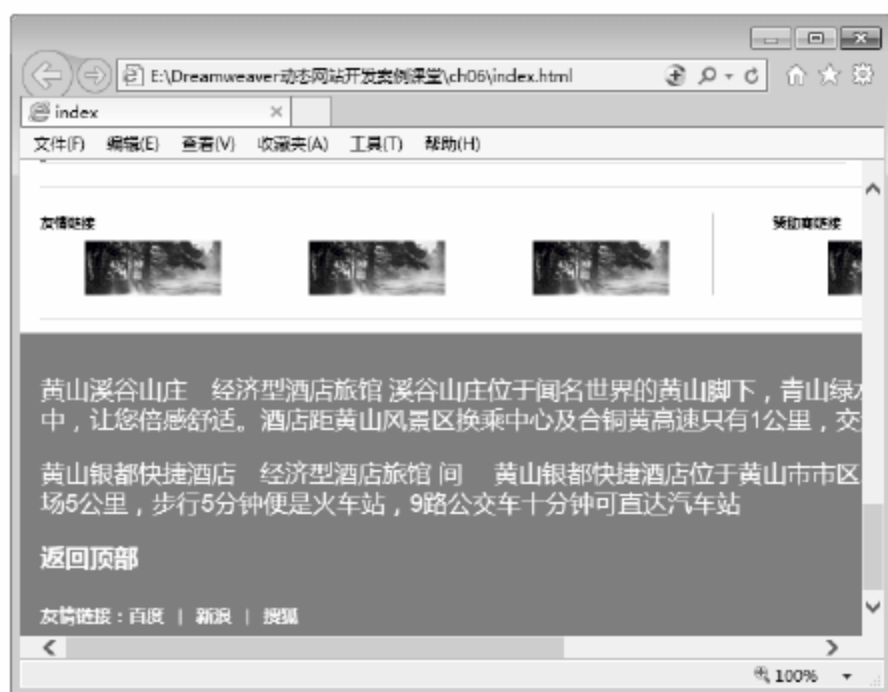 E:\Dreamweaver动态网站开发案例课堂\ch06\index.html
index
文件(F) 编辑(E) 查看(V) 收藏夹(A) 工具(T) 帮助(H)
友情链接 赞助商链接
黄山溪谷山庄 经济型酒店旅馆 溪谷山庄位于闻名世界的黄山脚下，青山绿水
中，让您倍感舒适。酒店距黄山风景区换乘中心及合铜黄高速只有1公里，交
黄山银都快捷酒店 经济型酒店旅馆 间 黄山银都快捷酒店位于黄山市市区
场5公里，步行5分钟便是火车站，9路公交车十分钟可直达汽车站
返回顶部
友情链接：百度 | 新浪 | 搜狐
100%